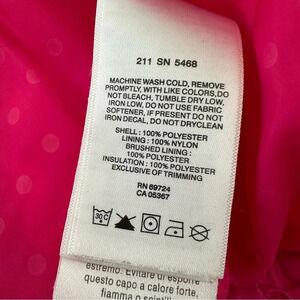 211 SN 5468
MACHINE WASH COLD, REMOVE
PROMPTLY, WITH LIKE COLORS,DO
NOT BLEACH, TUMBLE DRY LOW,
IRON LOW, DO NOT USE FABRIC
SOFTENER, IF PRESENT DO NOT
IRON DECAL, DO NOT DRYCLEAN
SHELL : 100% POLYESTER
LINING : 100% NYLON
BRUSHED LINING :
100% POLYESTER
INSULATION : 100% POLYESTER
EXCLUSIVE OF TRIMMING
RN 69724
CA 05367
30C
estremo. Evitare di esporre
questo capo a calore forte,
fiamma o scintill